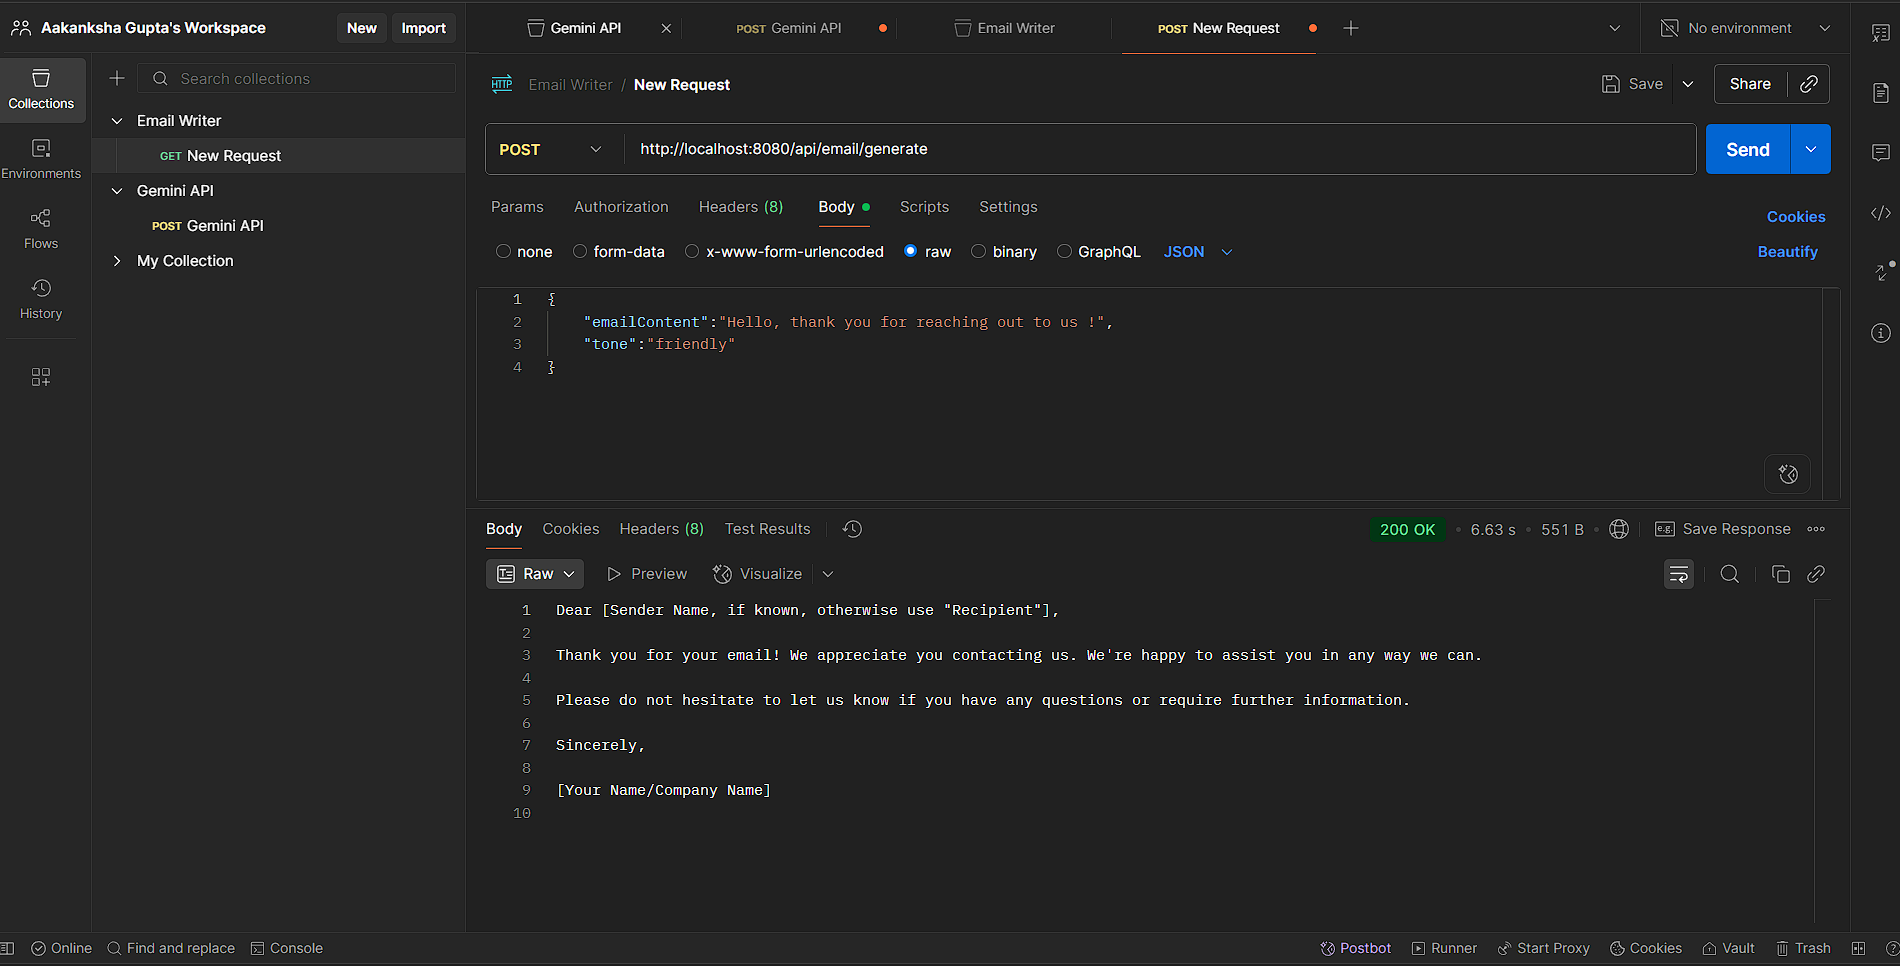 Aakanksha Gupta's Workspace
New
Import
Gemini API
POST Gemini API
Email Writer
POST New Request
No environment
Collections
Environments
Flows
History
Search collections
Email Writer
GET New Request
Gemini API
POST Gemini API
My Collection
HTTP Email Writer / New Request
Save
Share
POST
http://localhost:8080/api/email/generate
Send
Params
Authorization
Headers (8)
Body
Scripts
Settings
Cookies
none
form-data
x-www-form-urlencoded
raw
binary
GraphQL
JSON
Beautify
1 {
2 "emailContent":"Hello, thank you for reaching out to us !",
3 "tone":"friendly"
4 }
Body
Cookies
Headers (8)
Test Results
200 OK • 6.63 s • 551 B •
e.g. Save Response
Raw
Preview
Visualize
1 Dear [Sender Name, if known, otherwise use "Recipient"],
2
3 Thank you for your email! We appreciate you contacting us. We're happy to assist you in any way we can.
4
5 Please do not hesitate to let us know if you have any questions or require further information.
6
7 Sincerely,
8
9 [Your Name/Company Name]
10
Online
Find and replace
Console
Postbot
Runner
Start Proxy
Cookies
Vault
Trash